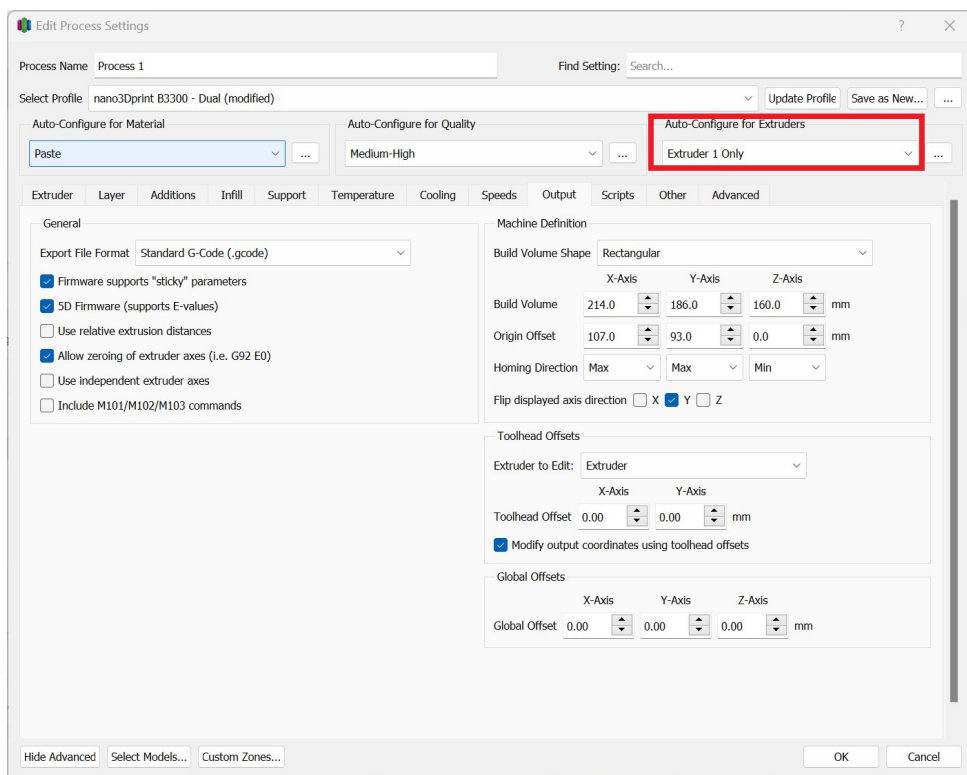 Edit Process Settings ?
Process Name Process 1 Find Setting: Search...
Select Profile nano3Dprint B3300 - Dual (modified) Update Profile Save as New... ...
Auto-Configure for Material Auto-Configure for Quality Auto-Configure for Extruders
Paste ... Medium-High ... Extruder 1 Only ...
Extruder Layer Additions Infill Support Temperature Cooling Speeds Output Scripts Other Advanced
General
Export File Format Standard G-Code (.gcode)
Firmware supports "sticky" parameters
5D Firmware (supports E-values)
Use relative extrusion distances
Allow zeroing of extruder axes (i.e. G92 E0)
Use independent extruder axes
Include M101/M102/M103 commands
Machine Definition
Build Volume Shape Rectangular
X-Axis Y-Axis Z-Axis
Build Volume 214.0 186.0 160.0 mm
Origin Offset 107.0 93.0 0.0 mm
Homing Direction Max Max Min
Flip displayed axis direction X Y Z
Toolhead Offsets
Extruder to Edit: Extruder
X-Axis Y-Axis
Toolhead Offset 0.00 0.00 mm
Modify output coordinates using toolhead offsets
Global Offsets
X-Axis Y-Axis Z-Axis
Global Offset 0.00 0.00 0.00 mm
Hide Advanced Select Models... Custom Zones... OK Cancel